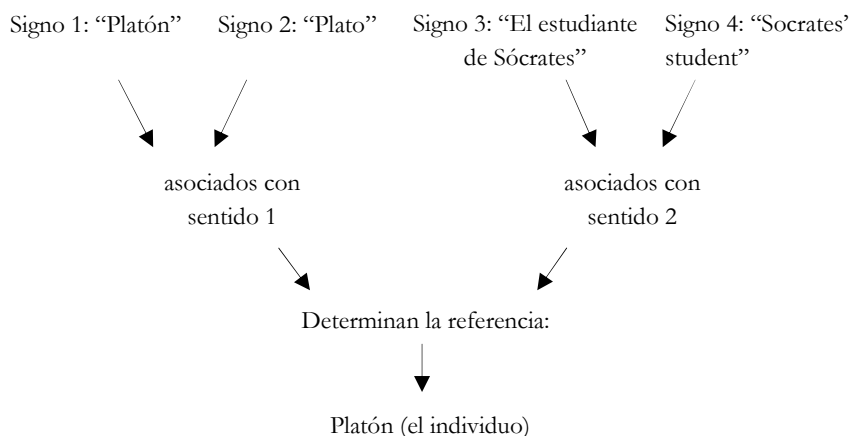 Signo 1: “Platón” Signo 2: “Plato” Signo 3: “El estudiante de Sócrates” Signo 4: “Socrates’ student”
asociados con
sentido 1
asociados con
sentido 2
Determinan la referencia:
Platón (el individuo)